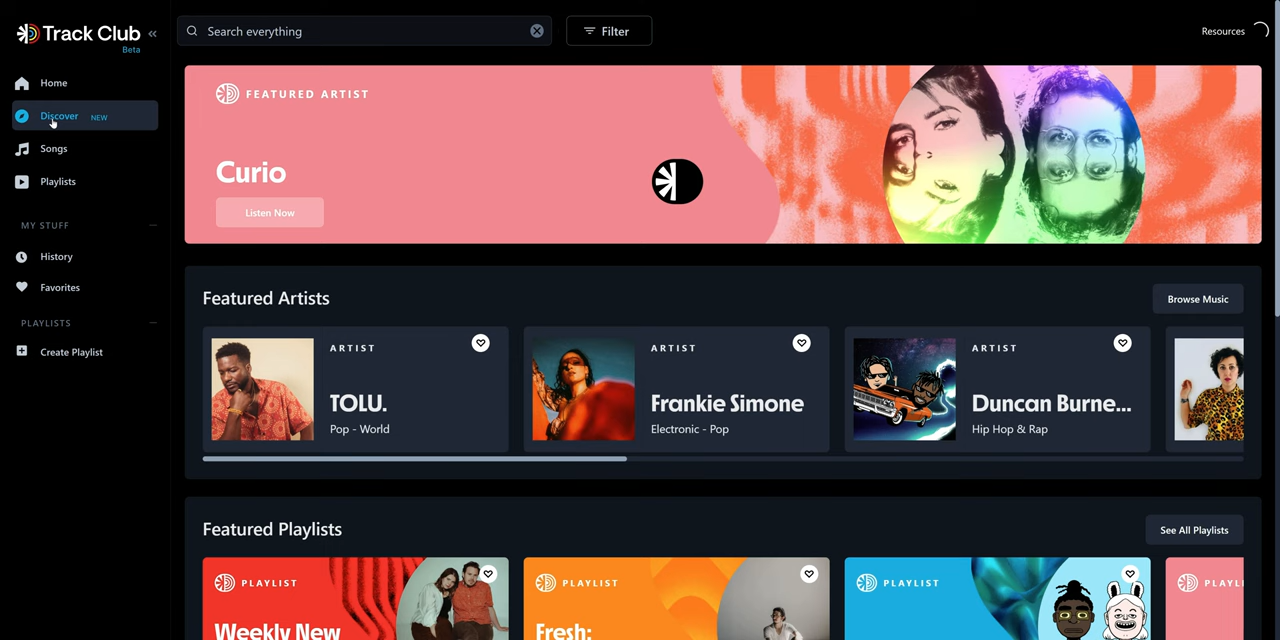 Track Club
Beta
Search everything
Filter
Resources
Home
Discover NEW
Songs
Playlists
MY STUFF
History
Favorites
PLAYLISTS
Create Playlist
FEATURED ARTIST
Curio
Listen Now
Featured Artists
Browse Music
ARTIST
TOLU.
Pop - World
ARTIST
Frankie Simone
Electronic - Pop
ARTIST
Duncan Burne...
Hip Hop & Rap
Featured Playlists
See All Playlists
PLAYLIST
Weekly New
PLAYLIST
Fresh:
PLAYLIST
PLAYL